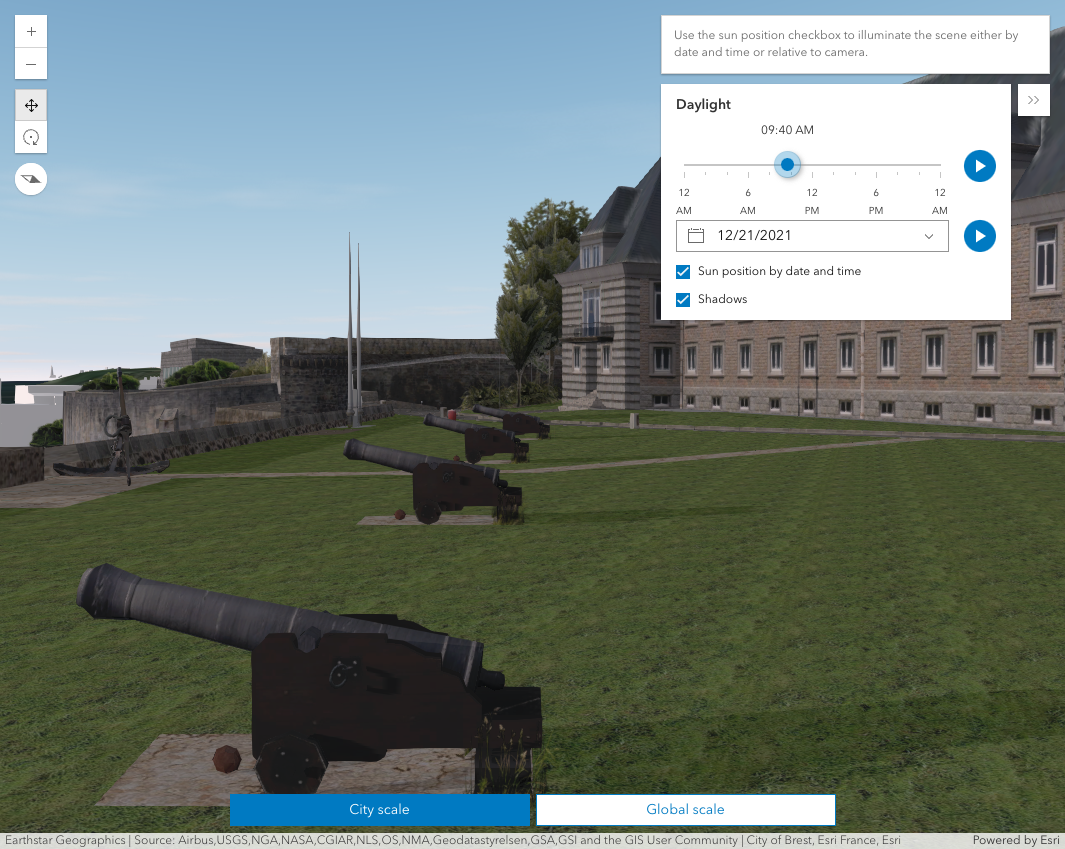 Use the sun position checkbox to illuminate the scene either by
date and time or relative to camera.
Daylight
09:40 AM
12 6 12 6 12
AM AM PM PM AM
12/21/2021
Sun position by date and time
Shadows
City scale
Global scale
Earthstar Geographics | Source: Airbus,USGS,NGA,NASA,CGIAR,NLS,OS,NMA,Geodatastyrelsen,GSA,GSI and the GIS User Community | City of Brest, Esri France, Esri
Powered by Esri